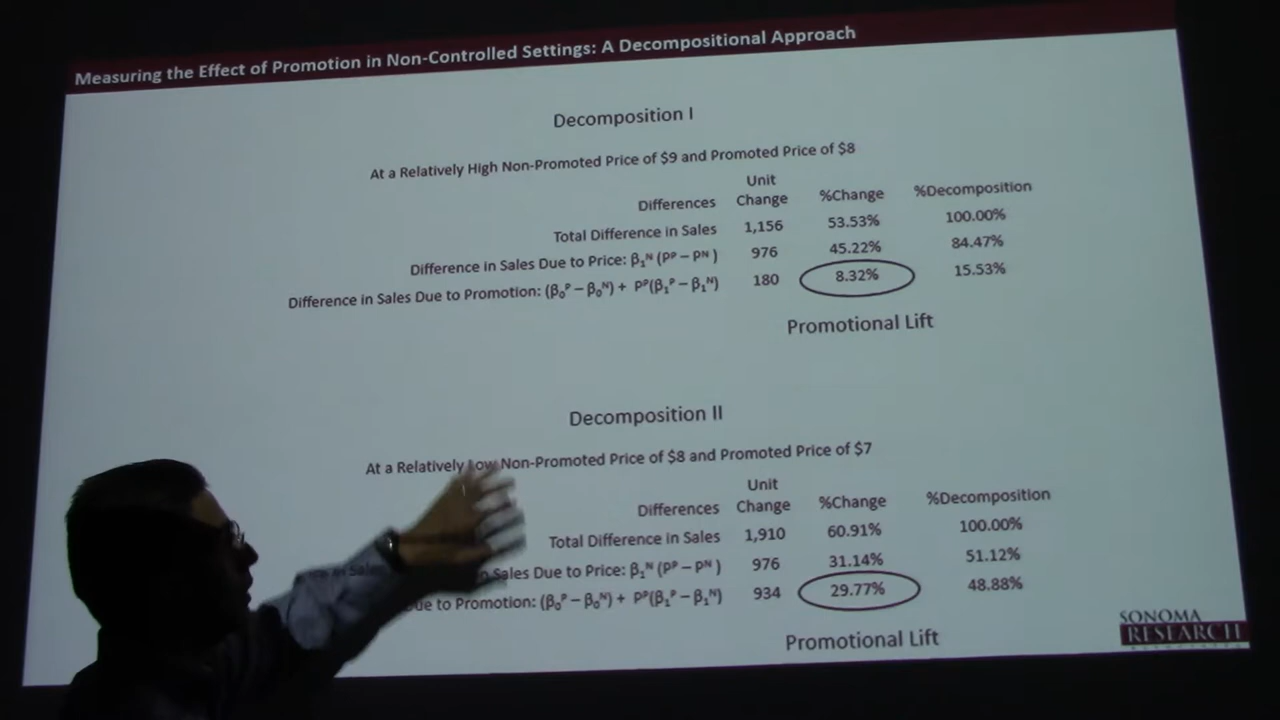 Measuring the Effect of Promotion in Non-Controlled Settings: A Decompositional Approach
Decomposition I
At a Relatively High Non-Promoted Price of $9 and Promoted Price of $8
Differences Unit Change %Change %Decomposition
Total Difference in Sales 1,156 53.53% 100.00%
Difference in Sales Due to Price: β₁ᴺ (Pᴾ – Pᴺ ) 976 45.22% 84.47%
Difference in Sales Due to Promotion: (β₀ᴾ – β₀ᴺ) + Pᴾ(β₁ᴾ – β₁ᴺ) 180 8.32% 15.53%
Promotional Lift
Decomposition II
At a Relatively Low Non-Promoted Price of $8 and Promoted Price of $7
Differences Unit Change %Change %Decomposition
Total Difference in Sales 1,910 60.91% 100.00%
Sales Due to Price: β₁ᴺ (Pᴾ – Pᴺ ) 976 31.14% 51.12%
to Promotion: (β₀ᴾ – β₀ᴺ) + Pᴾ(β₁ᴾ – β₁ᴺ) 934 29.77% 48.88%
Promotional Lift
SONOMA
RESEARCH